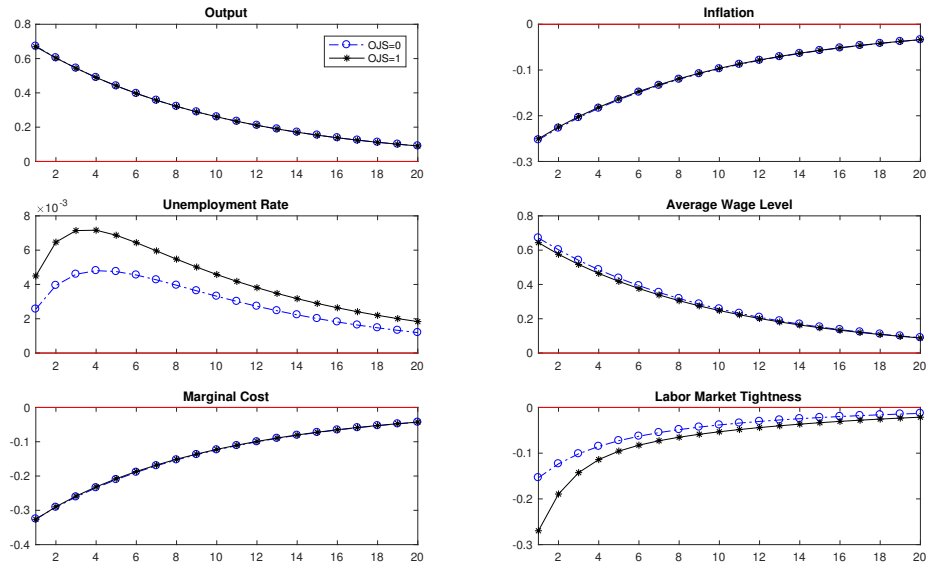 Output
0.8
0.6
0.4
0.2
0
2 4 6 8 10 12 14 16 18 20
OJS=0
OJS=1
Inflation
0
-0.1
-0.2
-0.3
2 4 6 8 10 12 14 16 18 20
Unemployment Rate
×10⁻³
8
6
4
2
0
2 4 6 8 10 12 14 16 18 20
Average Wage Level
0.8
0.6
0.4
0.2
0
2 4 6 8 10 12 14 16 18 20
Marginal Cost
0
-0.1
-0.2
-0.3
-0.4
2 4 6 8 10 12 14 16 18 20
Labor Market Tightness
0
-0.1
-0.2
-0.3
2 4 6 8 10 12 14 16 18 20